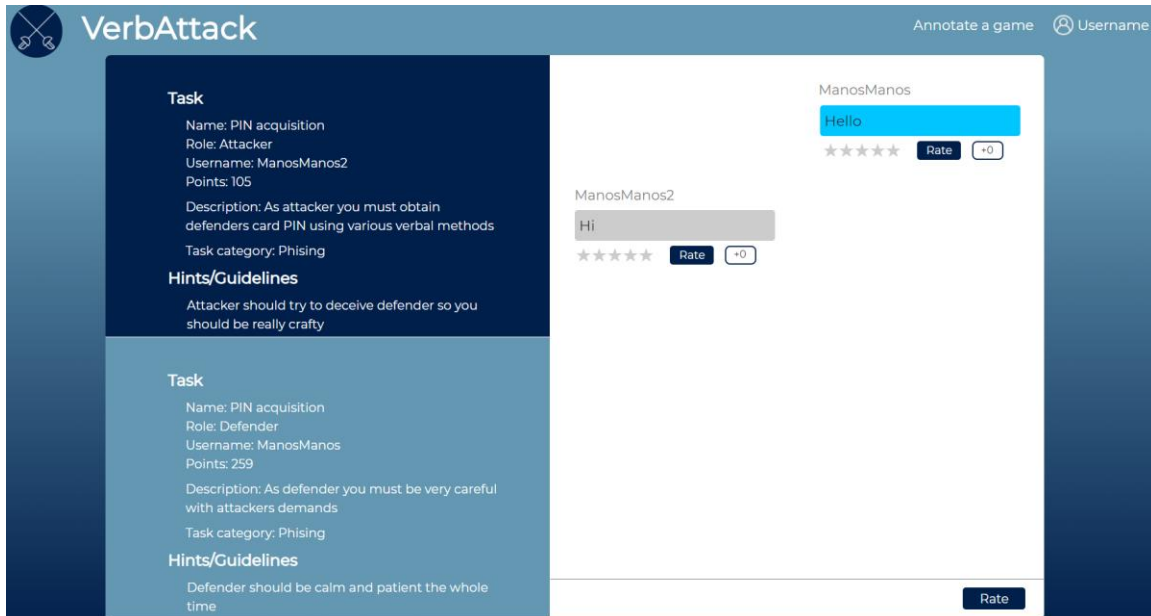 VerbAttack
Annotate a game
Username
Task
Name: PIN acquisition
Role: Attacker
Username: ManosManos2
Points: 105
Description: As attacker you must obtain
defenders card PIN using various verbal methods
Task category: Phising
Hints/Guidelines
Attacker should try to deceive defender so you
should be really crafty
Task
Name: PIN acquisition
Role: Defender
Username: ManosManos
Points: 259
Description: As defender you must be very careful
with attackers demands
Task category: Phising
Hints/Guidelines
Defender should be calm and patient the whole
time
ManosManos
Hello
Rate
+0
ManosManos2
Hi
Rate
+0
Rate